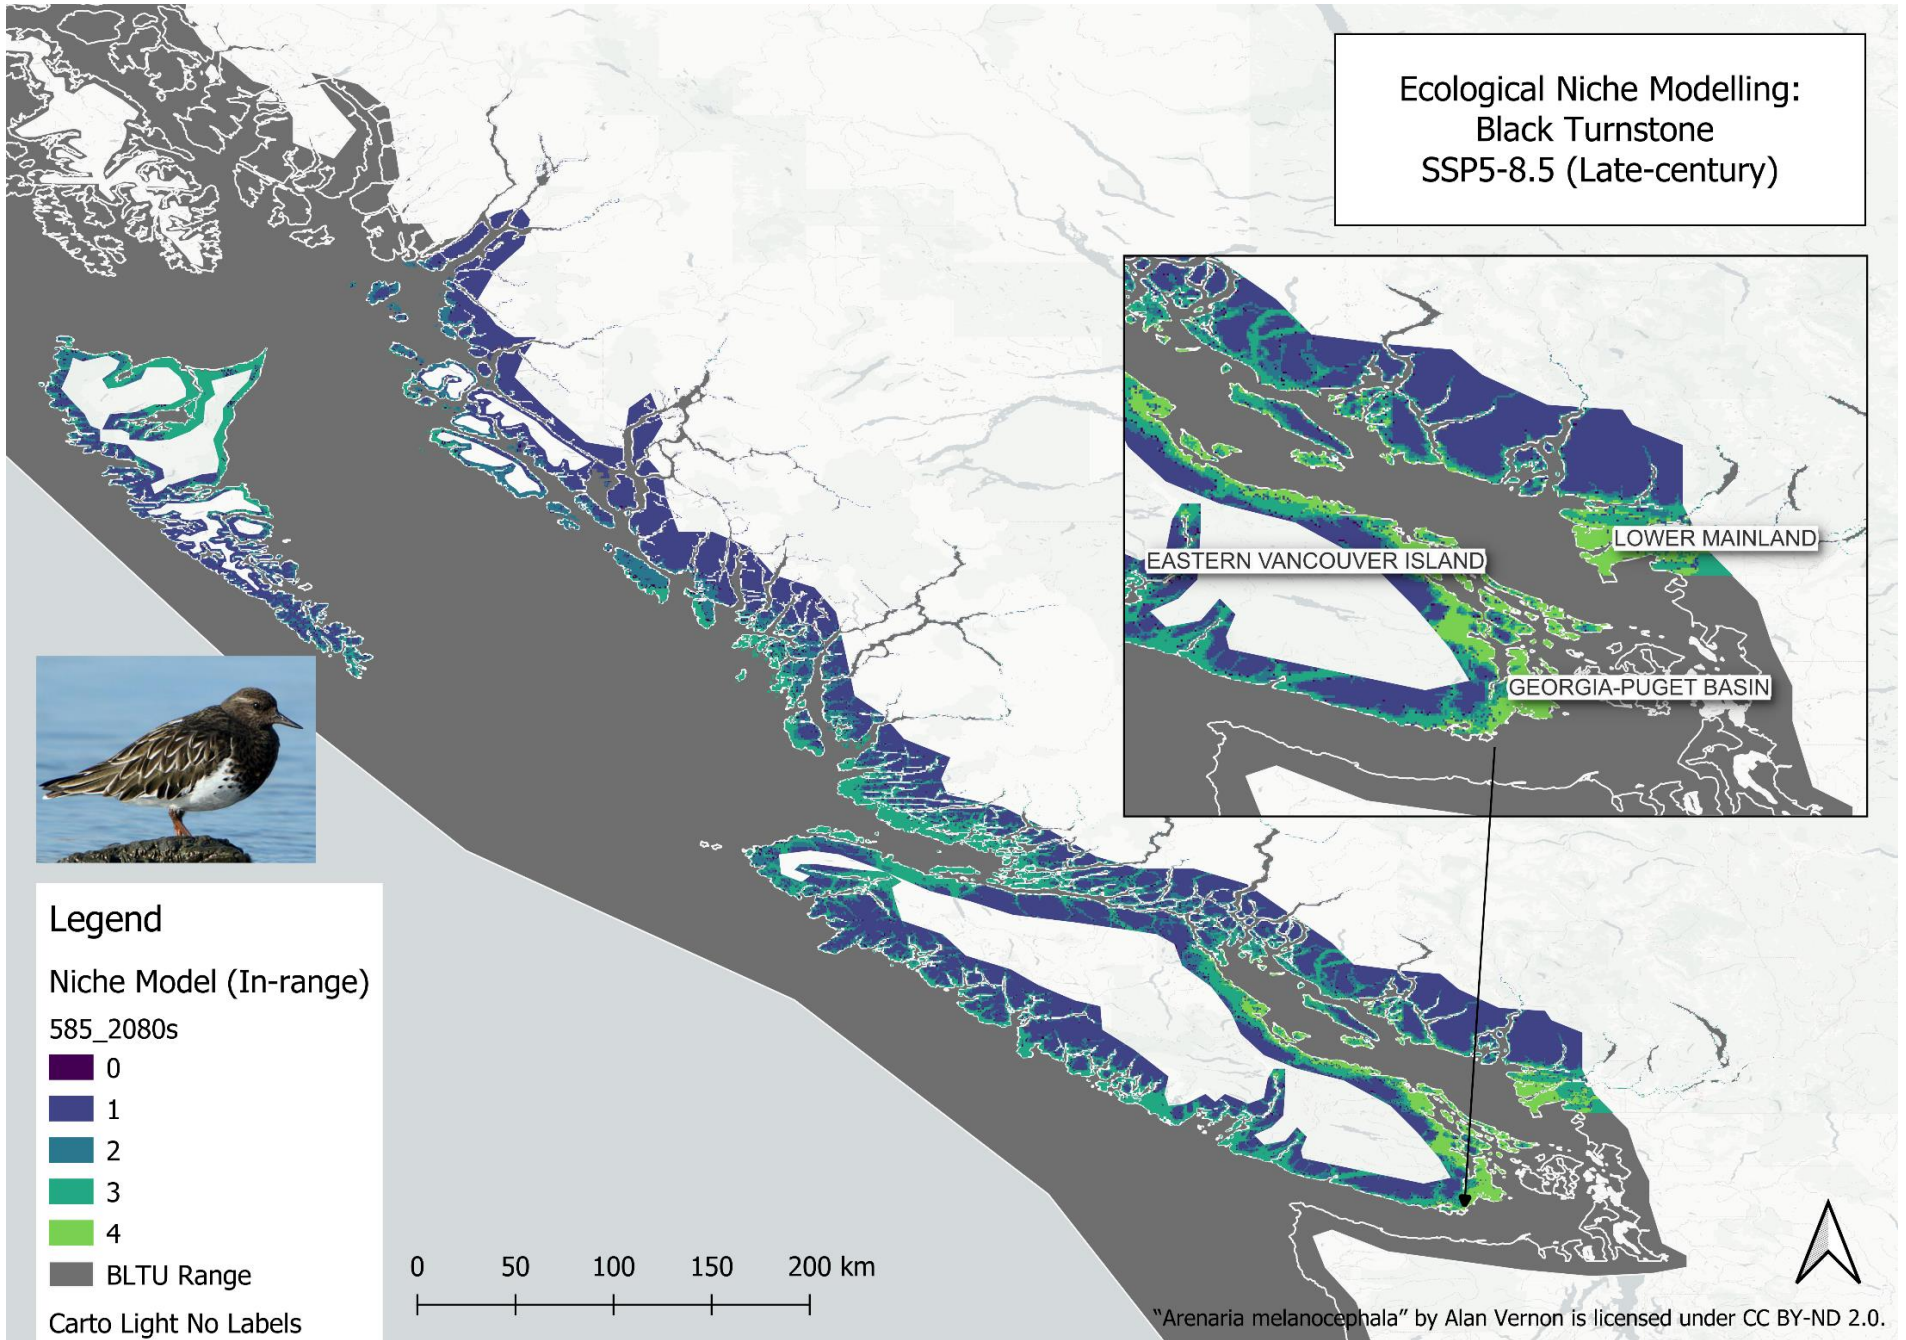 Ecological Niche Modelling:
Black Turnstone
SSP5-8.5 (Late-century)
LOWER MAINLAND
EASTERN VANCOUVER ISLAND
GEORGIA-PUGET BASIN
Legend
Niche Model (In-range)
585_2080s
0
1
2
3
4
BLTU Range
Carto Light No Labels
0 50 100 150 200 km
“Arenaria melanocephala” by Alan Vernon is licensed under CC BY-ND 2.0.